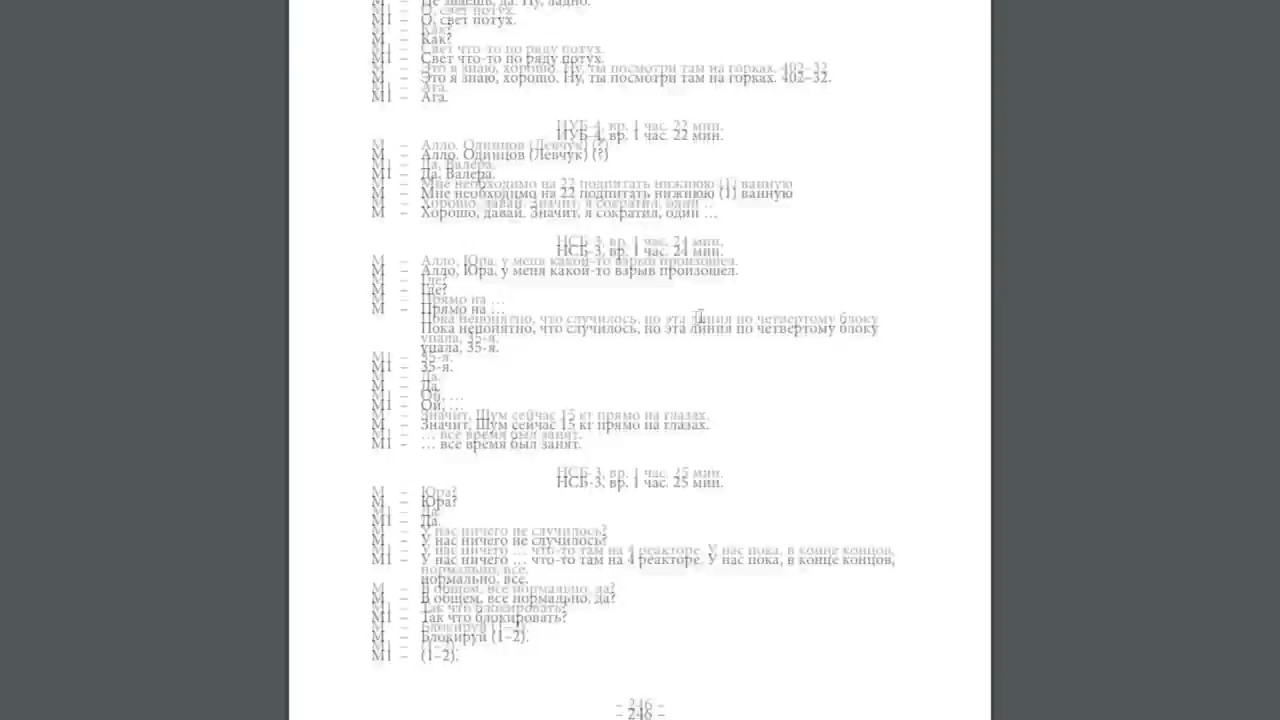 М – Не знаешь, да. Ну, ладно.
М1 – О, свет потух.
М – Как?
М1 – Свет что-то по ряду потух.
М – Это я знаю, хорошо. Ну, ты посмотри там на горках. 402–32.
М1 – Ага.
НУБ-4, вр. 1 час. 22 мин.
М – Алло. Одинцов (Левчук) (?)
М1 – Да, Валера.
М – Мне необходимо на 22 подпитать нижнюю (1) ванную
М – Хорошо, давай. Значит, я сократил, один …
НСБ-3, вр. 1 час. 24 мин.
М – Алло, Юра, у меня какой-то взрыв произошел.
М – Где?
М – Прямо на …
Пока непонятно, что случилось, но эта линия по четвертому блоку
упала, 35-я.
М1 – 35-я.
М – Да.
М1 – Ой, …
М – Значит, Шум сейчас 15 кг прямо на глазах.
М1 – … все время был занят.
НСБ-3, вр. 1 час. 25 мин.
М – Юра?
М1 – Да.
М – У нас ничего не случилось?
М1 – У нас ничего … что-то там на 4 реакторе. У нас пока, в конце концов,
нормально, все.
М – В общем, все нормально, да?
М1 – Так что блокировать?
М – Блокируй (1–2).
М1 – (1–2).
– 246 –